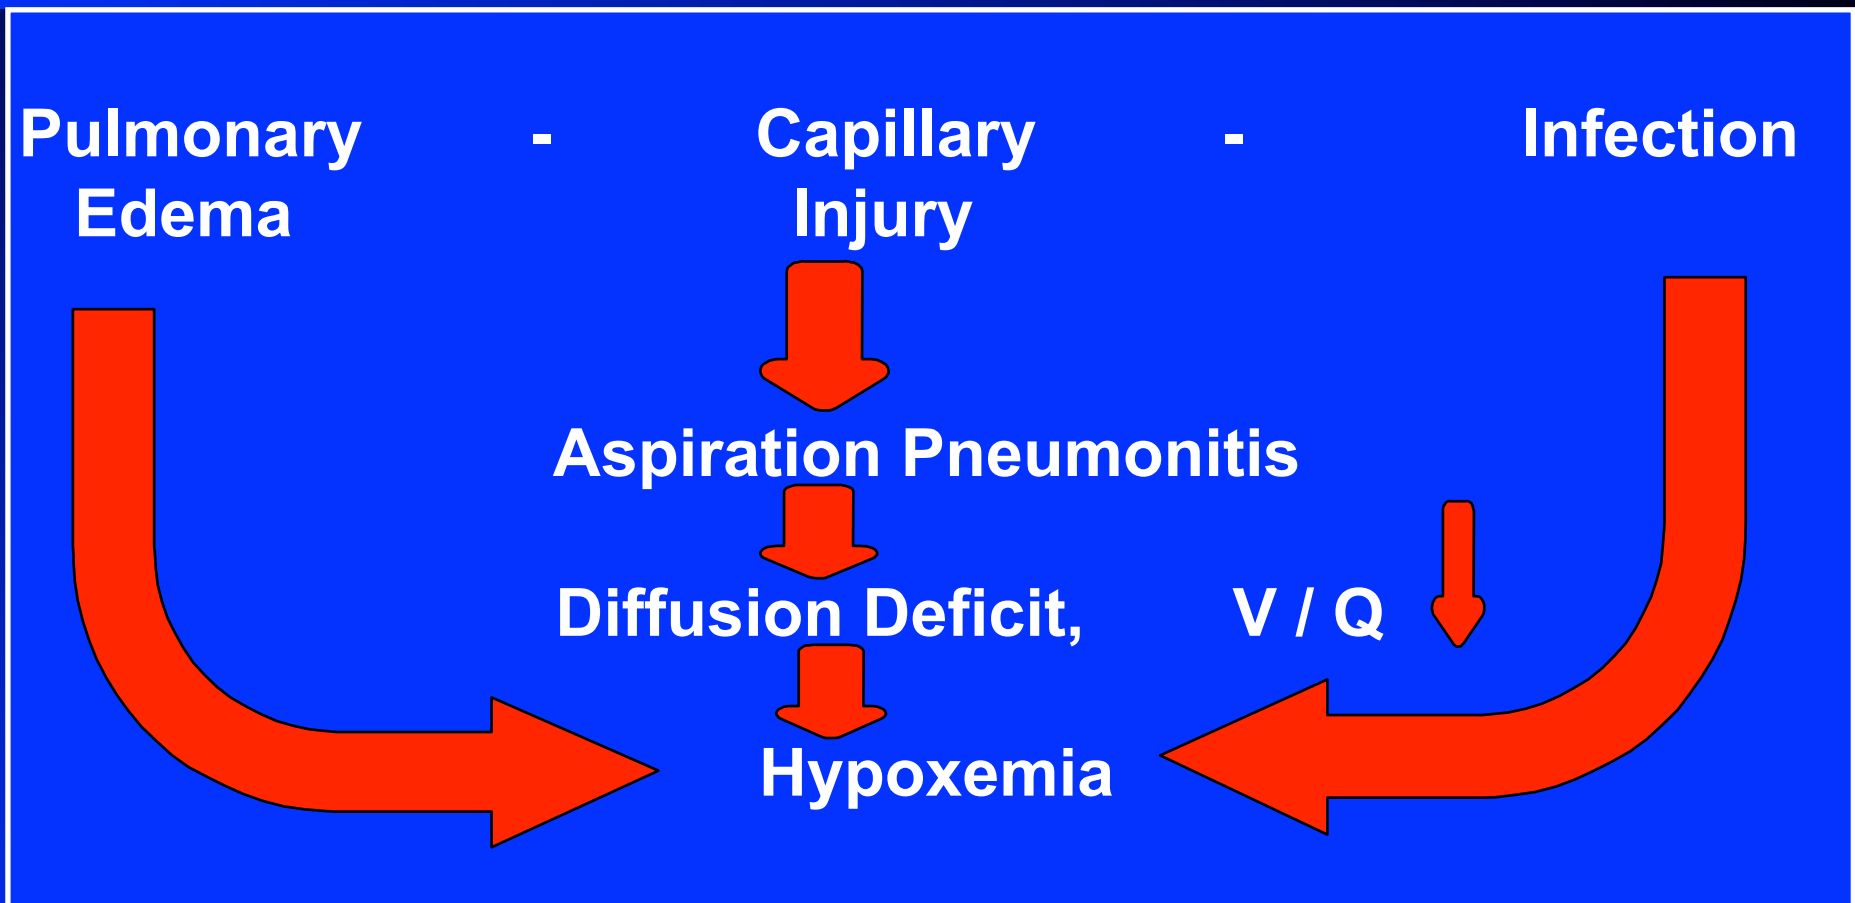 Pulmonary - Capillary - Infection
Edema Injury
Aspiration Pneumonitis
Diffusion Deficit, V / Q
Hypoxemia